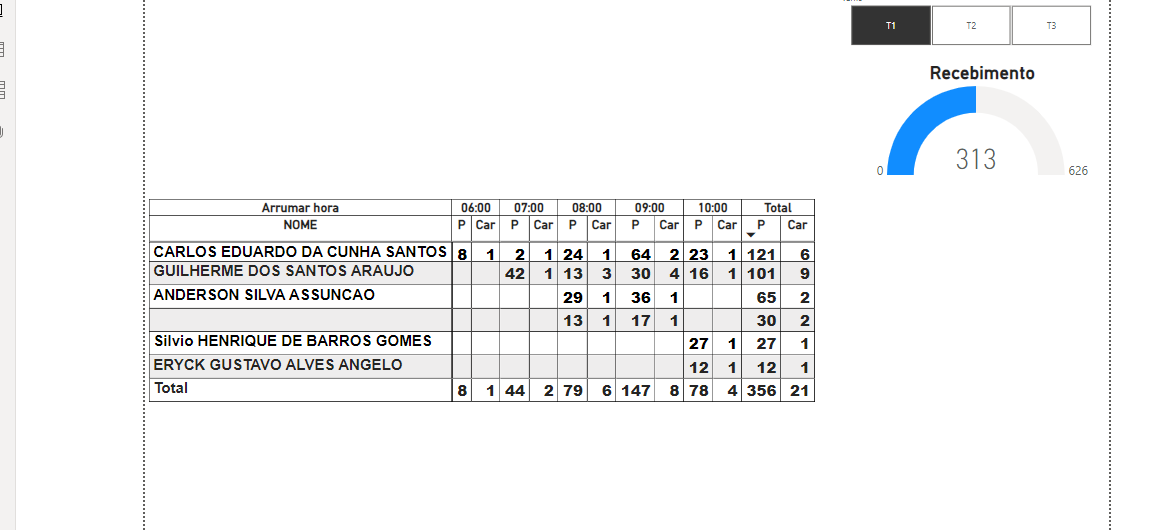 T1 T2 T3
Recebimento
313
0 626
Arrumar hora 06:00 07:00 08:00 09:00 10:00 Total
NOME P Car P Car P Car P Car P Car P Car
CARLOS EDUARDO DA CUNHA SANTOS 8 1 2 1 24 1 64 2 23 1 121 6
GUILHERME DOS SANTOS ARAUJO 42 1 13 3 30 4 16 1 101 9
ANDERSON SILVA ASSUNCAO 29 1 36 1 65 2
13 1 17 1 30 2
Silvio HENRIQUE DE BARROS GOMES 27 1 27 1
ERYCK GUSTAVO ALVES ANGELO 12 1 12 1
Total 8 1 44 2 79 6 147 8 78 4 356 21